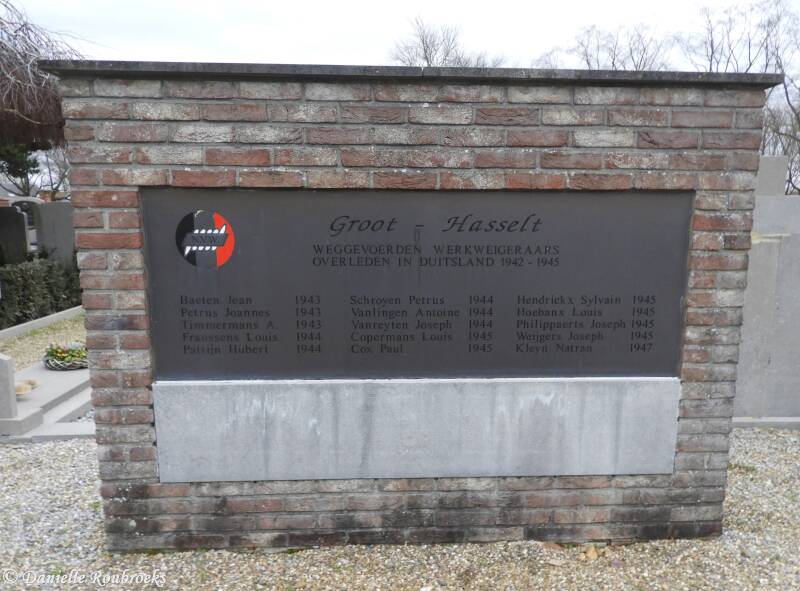 Groot - Hasselt
N.V.W.
WEGGEVOERDEN WERKWEIGERAARS
OVERLEDEN IN DUITSLAND 1942 - 1945
Baeten Jean 1943
Petrus Joannes 1943
Timmermans A. 1943
Franssens Louis 1944
Patsijn Hubert 1944
Schroyen Petrus 1944
Vanlingen Antoine 1944
Vanreyten Joseph 1944
Copermans Louis 1945
Cox Paul 1945
Hendrickx Sylvain 1945
Hoebanx Louis 1945
Philippaerts Joseph 1945
Weijgers Joseph 1945
Kleyn Natran 1947
© Danielle Roubroeks